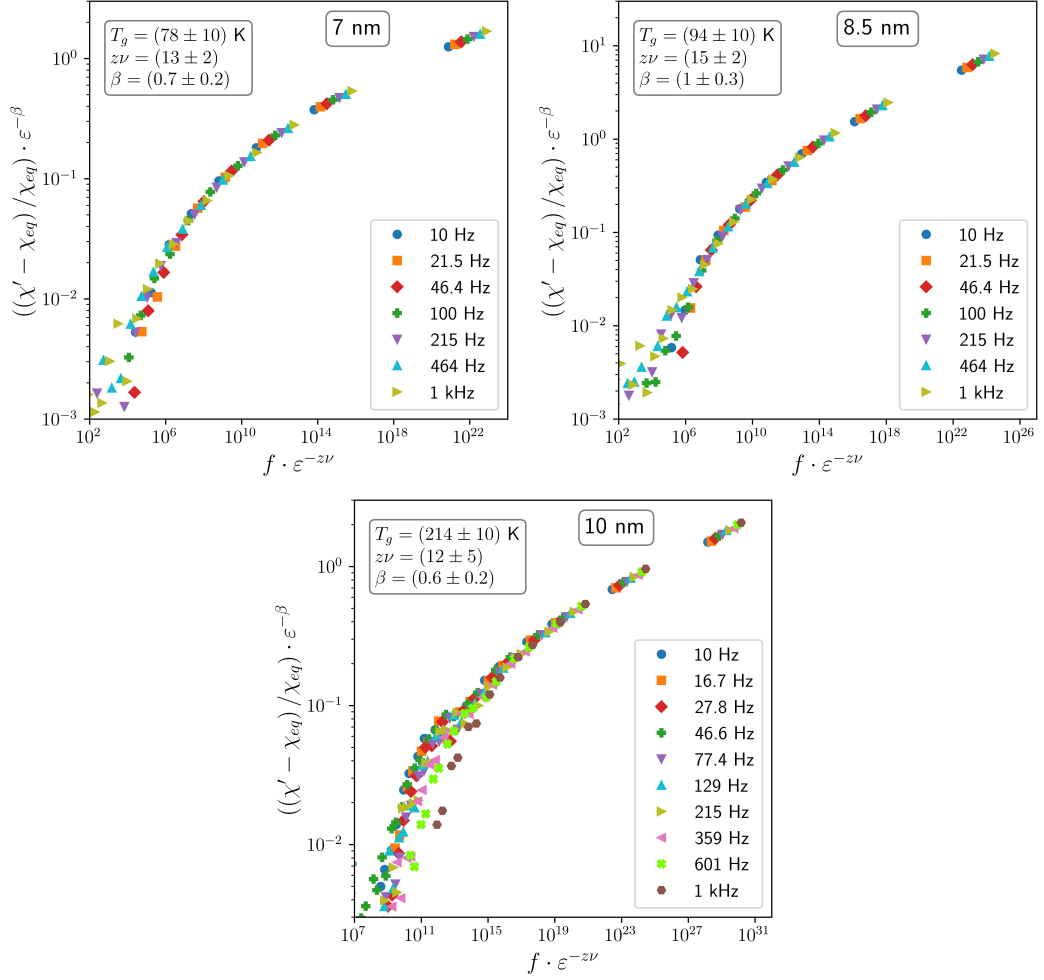 7 nm
T_g = (78 ± 10) K
zν = (13 ± 2)
β = (0.7 ± 0.2)
((χ′ − χ_eq) / χ_eq) · ε^−β
10^0
10^−1
10^−2
10^−3
10 Hz
21.5 Hz
46.4 Hz
100 Hz
215 Hz
464 Hz
1 kHz
10^2 10^6 10^10 10^14 10^18 10^22
f · ε^−zν
8.5 nm
T_g = (94 ± 10) K
zν = (15 ± 2)
β = (1 ± 0.3)
((χ′ − χ_eq) / χ_eq) · ε^−β
10^1
10^0
10^−1
10^−2
10^−3
10 Hz
21.5 Hz
46.4 Hz
100 Hz
215 Hz
464 Hz
1 kHz
10^2 10^6 10^10 10^14 10^18 10^22 10^26
f · ε^−zν
10 nm
T_g = (214 ± 10) K
zν = (12 ± 5)
β = (0.6 ± 0.2)
((χ′ − χ_eq) / χ_eq) · ε^−β
10^0
10^−1
10^−2
10 Hz
16.7 Hz
27.8 Hz
46.6 Hz
77.4 Hz
129 Hz
215 Hz
359 Hz
601 Hz
1 kHz
10^7 10^11 10^15 10^19 10^23 10^27 10^31
f · ε^−zν